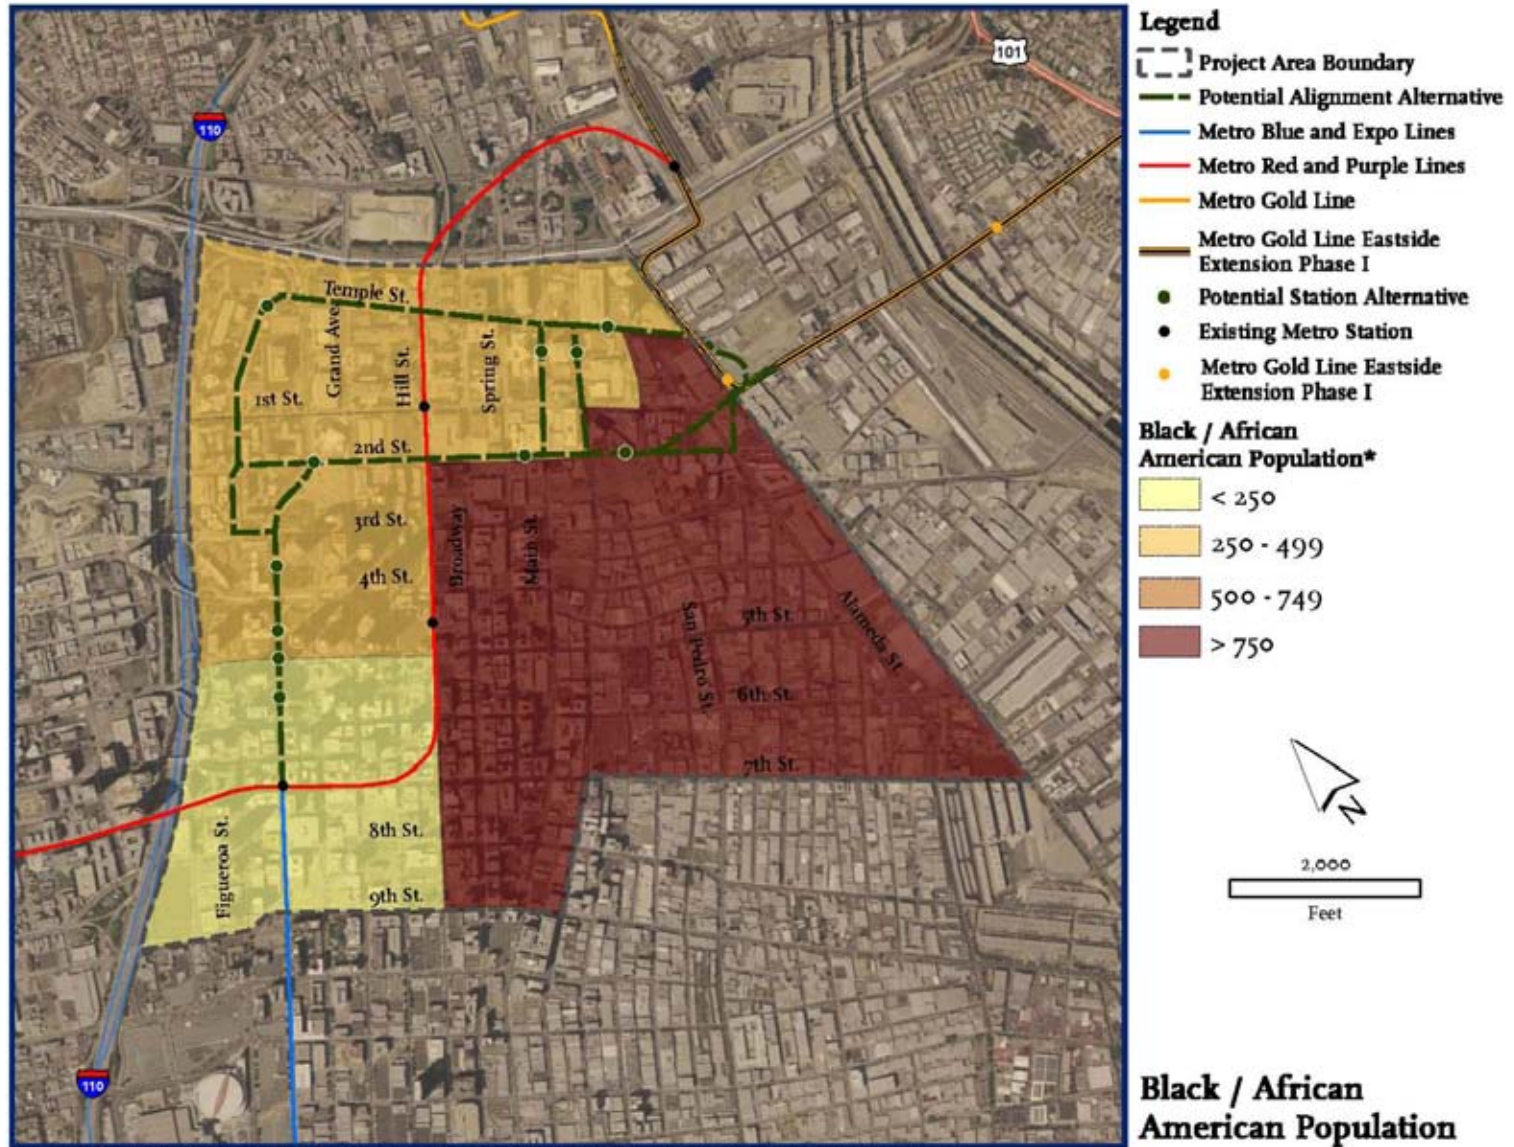 Legend
Project Area Boundary
Potential Alignment Alternative
Metro Blue and Expo Lines
Metro Red and Purple Lines
Metro Gold Line
Metro Gold Line Eastside
Extension Phase I
Potential Station Alternative
Existing Metro Station
Metro Gold Line Eastside
Extension Phase I
Black / African
American Population*
< 250
250 - 499
500 - 749
> 750
N
2,000
Feet
Black / African
American Population
101
110
Temple St.
Grand Ave.
Hill St.
Spring St.
1st St.
2nd St.
3rd St.
Broadway
Main St.
4th St.
5th St.
San Pedro St.
Alameda St.
6th St.
7th St.
Figueroa St.
8th St.
9th St.
110